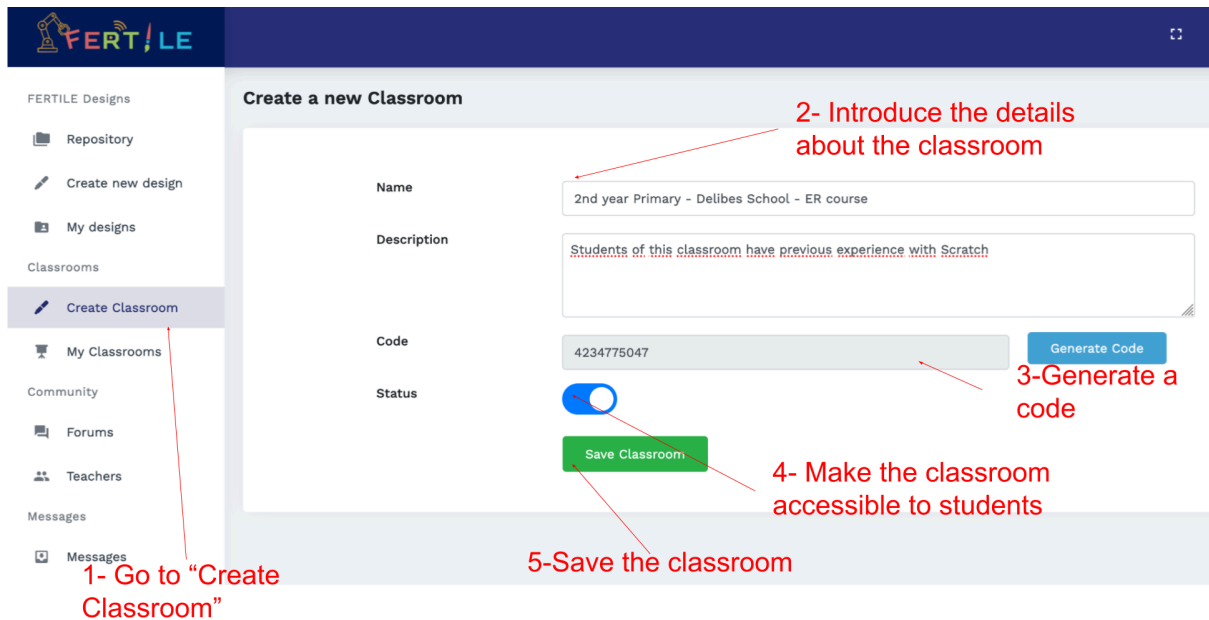 FERTILE
FERTILE Designs
Repository
Create new design
My designs
Classrooms
Create Classroom
My Classrooms
Community
Forums
Teachers
Messages
Messages
1- Go to “Create
Classroom”
Create a new Classroom
2- Introduce the details
about the classroom
Name
2nd year Primary - Delibes School - ER course
Description
Students of this classroom have previous experience with Scratch
Code
4234775047
Generate Code
3-Generate a
code
Status
Save Classroom
4- Make the classroom
accessible to students
5-Save the classroom